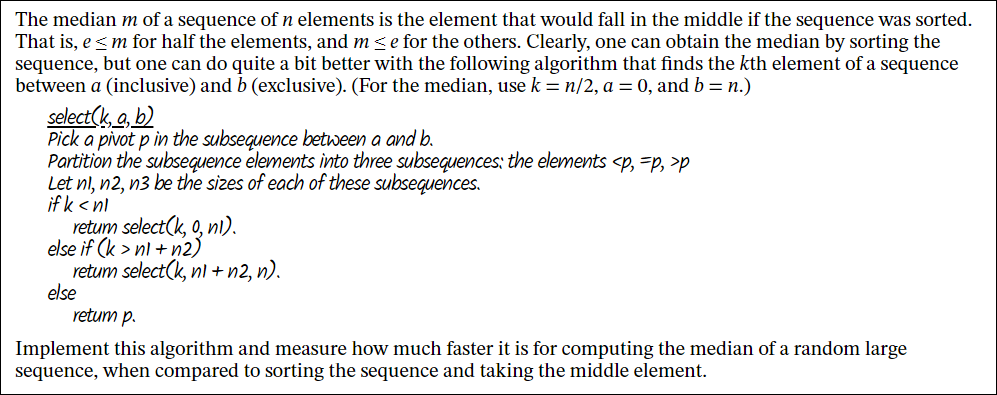 The median m of a sequence of n elements is the element that would fall in the middle if the sequence was sorted.
That is, e ≤ m for half the elements, and m ≤ e for the others. Clearly, one can obtain the median by sorting the
sequence, but one can do quite a bit better with the following algorithm that finds the kth element of a sequence
between a (inclusive) and b (exclusive). (For the median, use k = n/2, a = 0, and b = n.)
select(k, a, b)
Pick a pivot p in the subsequence between a and b.
Partition the subsequence elements into three subsequences: the elements <p, =p, >p
Let n1, n2, n3 be the sizes of each of these subsequences.
if k < n1
return select(k, 0, n1).
else if (k > n1 + n2)
return select(k, n1 + n2, n).
else
return p.
Implement this algorithm and measure how much faster it is for computing the median of a random large
sequence, when compared to sorting the sequence and taking the middle element.